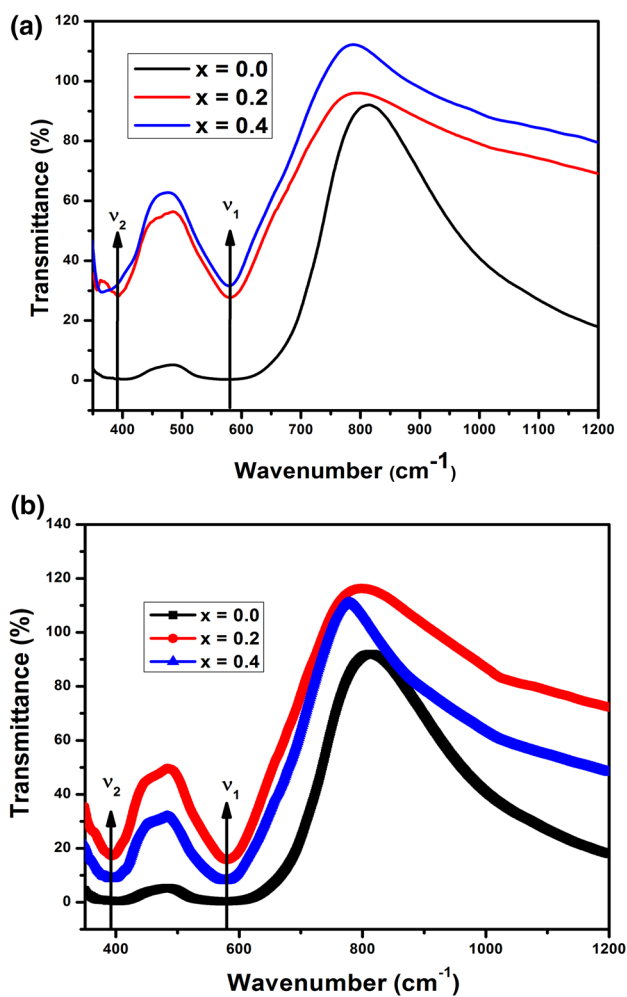 (a)
120
100
80
60
40
20
0
Transmittance (%)
x = 0.0
x = 0.2
x = 0.4
ν2
ν1
400 500 600 700 800 900 1000 1100 1200
Wavenumber (cm-1)
(b)
140
120
100
80
60
40
20
0
Transmittance (%)
x = 0.0
x = 0.2
x = 0.4
ν2
ν1
400 600 800 1000 1200
Wavenumber (cm-1)